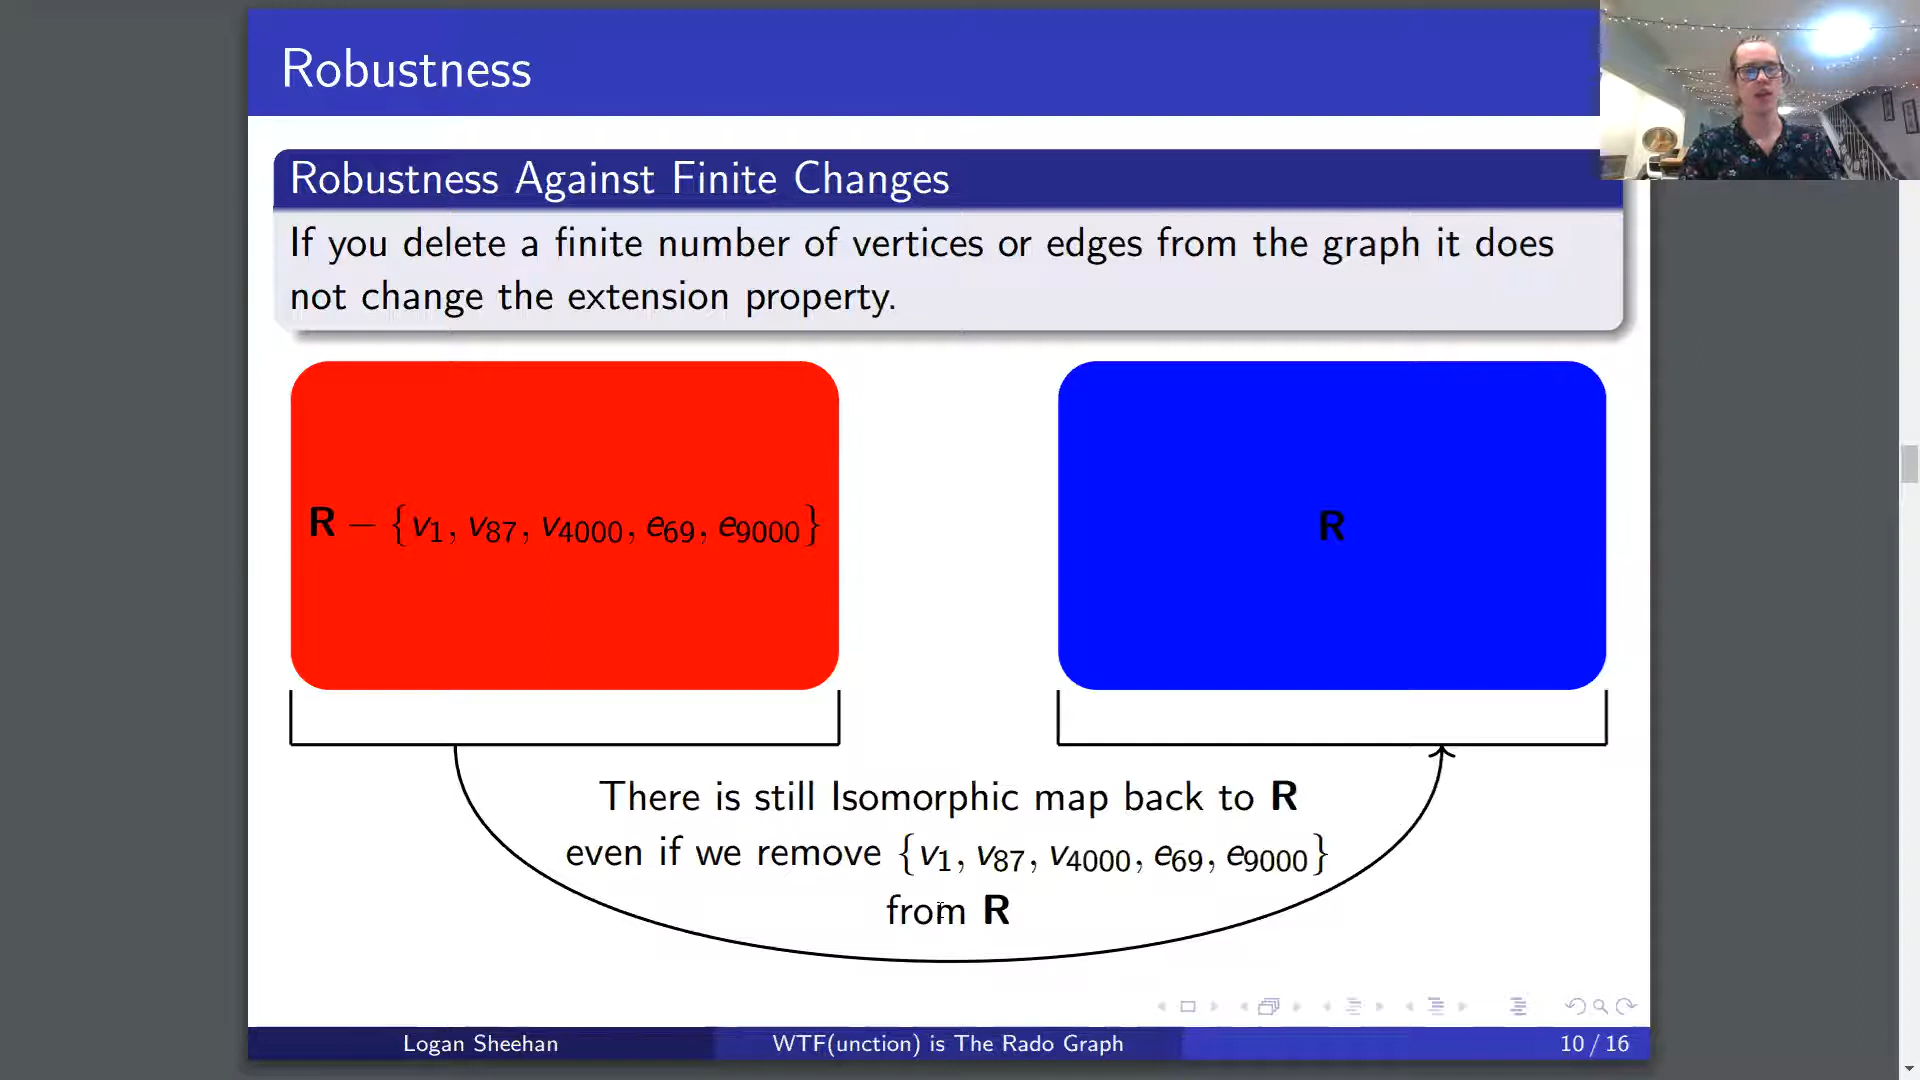 Robustness
Robustness Against Finite Changes
If you delete a finite number of vertices or edges from the graph it does
not change the extension property.
R − {v₁, v₈₇, v₄₀₀₀, e₆₉, e₉₀₀₀}
R
There is still Isomorphic map back to R
even if we remove {v₁, v₈₇, v₄₀₀₀, e₆₉, e₉₀₀₀}
from R
Logan Sheehan
WTF(unction) is The Rado Graph
10 / 16